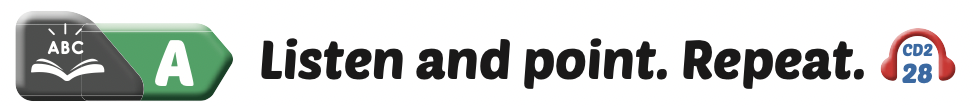 ABC
A Listen and point. Repeat.
CD2
28